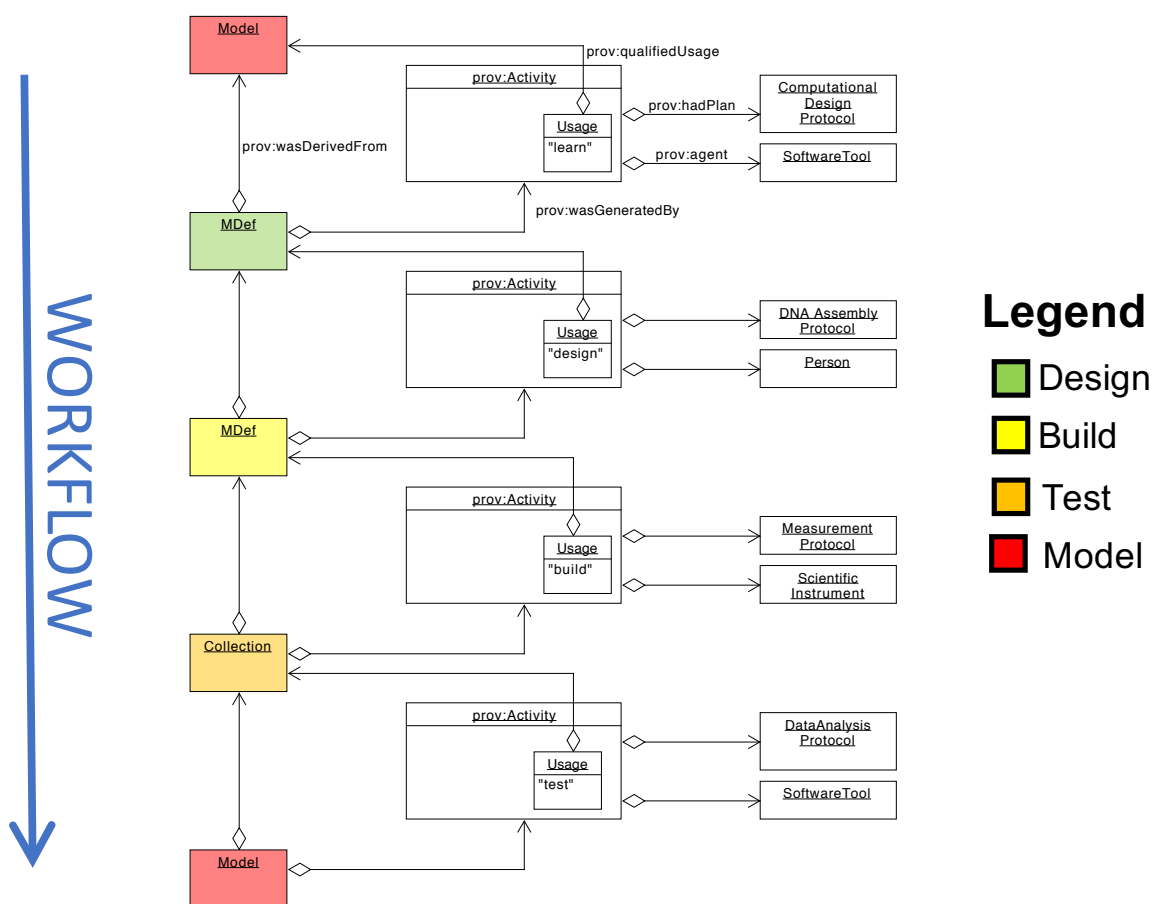 Model
prov:qualifiedUsage
prov:Activity
Computational
Design
Protocol
prov:hadPlan
Usage
"learn"
prov:wasDerivedFrom
prov:agent
SoftwareTool
prov:wasGeneratedBy
MDef
prov:Activity
DNA Assembly
Protocol
Usage
"design"
Person
MDef
prov:Activity
Measurement
Protocol
Usage
"build"
Scientific
Instrument
Collection
prov:Activity
DataAnalysis
Protocol
Usage
"test"
SoftwareTool
Model
WORKFLOW
Legend
Design
Build
Test
Model